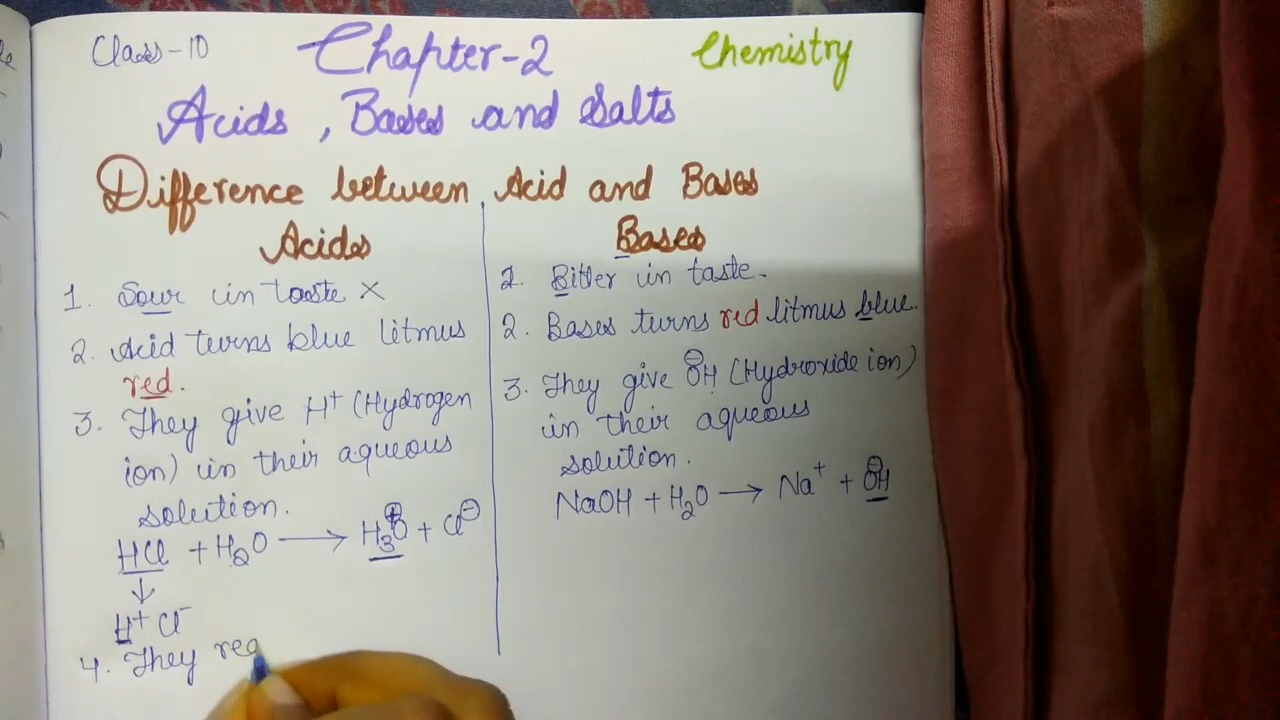 Class-10
Chapter-2
Chemistry
Acids, Bases and Salts
Difference between Acid and Bases
Acids
1. Sour in taste ×
2. Acid turns blue litmus
red.
3. They give H⁺ (Hydrogen
ion) in their aqueous
solution.
HCl + H₂O ⟶ H₃O⊕ + Cl⊖
↓
H⁺ Cl⁻
4. They rea
Bases
1. Bitter in taste.
2. Bases turns red litmus blue.
3. They give ⊖OH (Hydroxide ion)
in their aqueous
solution.
NaOH + H₂O ⟶ Na⁺ + ⊖OH